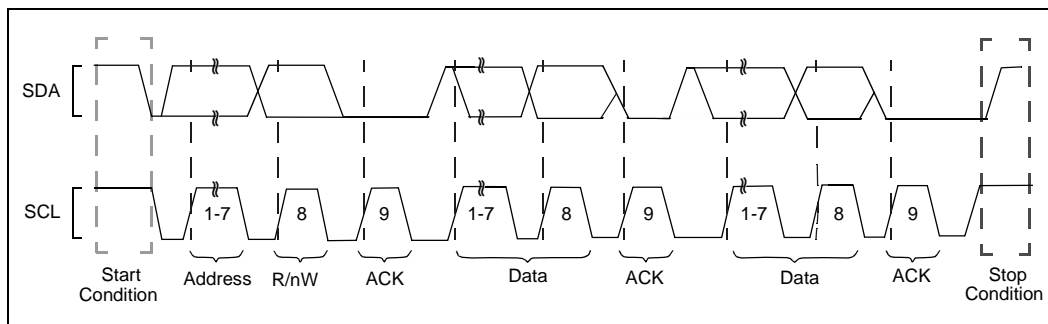 SDA
SCL
1-7
8
9
1-7
8
9
1-7
8
9
Address
R/nW
ACK
Data
ACK
Data
ACK
Start
Condition
Stop
Condition